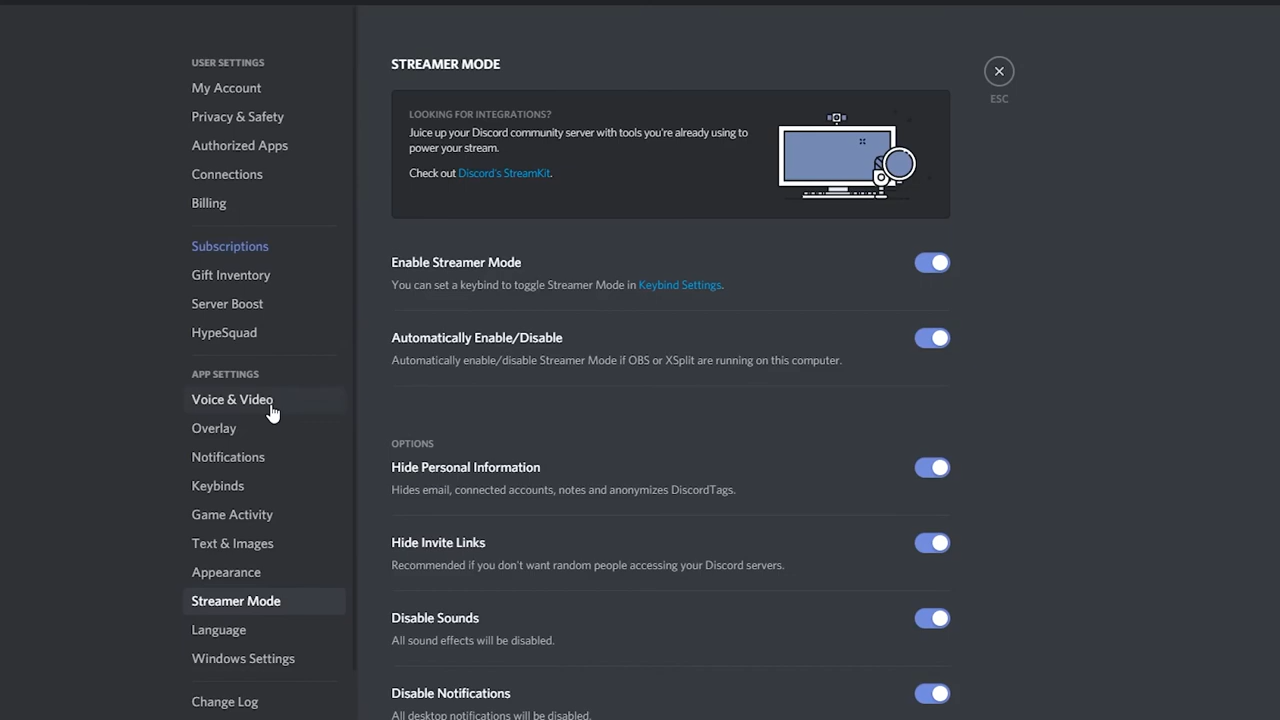 USER SETTINGS
My Account
Privacy & Safety
Authorized Apps
Connections
Billing
Subscriptions
Gift Inventory
Server Boost
HypeSquad
APP SETTINGS
Voice & Video
Overlay
Notifications
Keybinds
Game Activity
Text & Images
Appearance
Streamer Mode
Language
Windows Settings
Change Log
STREAMER MODE
LOOKING FOR INTEGRATIONS?
Juice up your Discord community server with tools you're already using to
power your stream.
Check out Discord's StreamKit.
Enable Streamer Mode
You can set a keybind to toggle Streamer Mode in Keybind Settings.
Automatically Enable/Disable
Automatically enable/disable Streamer Mode if OBS or XSplit are running on this computer.
OPTIONS
Hide Personal Information
Hides email, connected accounts, notes and anonymizes DiscordTags.
Hide Invite Links
Recommended if you don't want random people accessing your Discord servers.
Disable Sounds
All sound effects will be disabled.
Disable Notifications
All desktop notifications will be disabled.
ESC